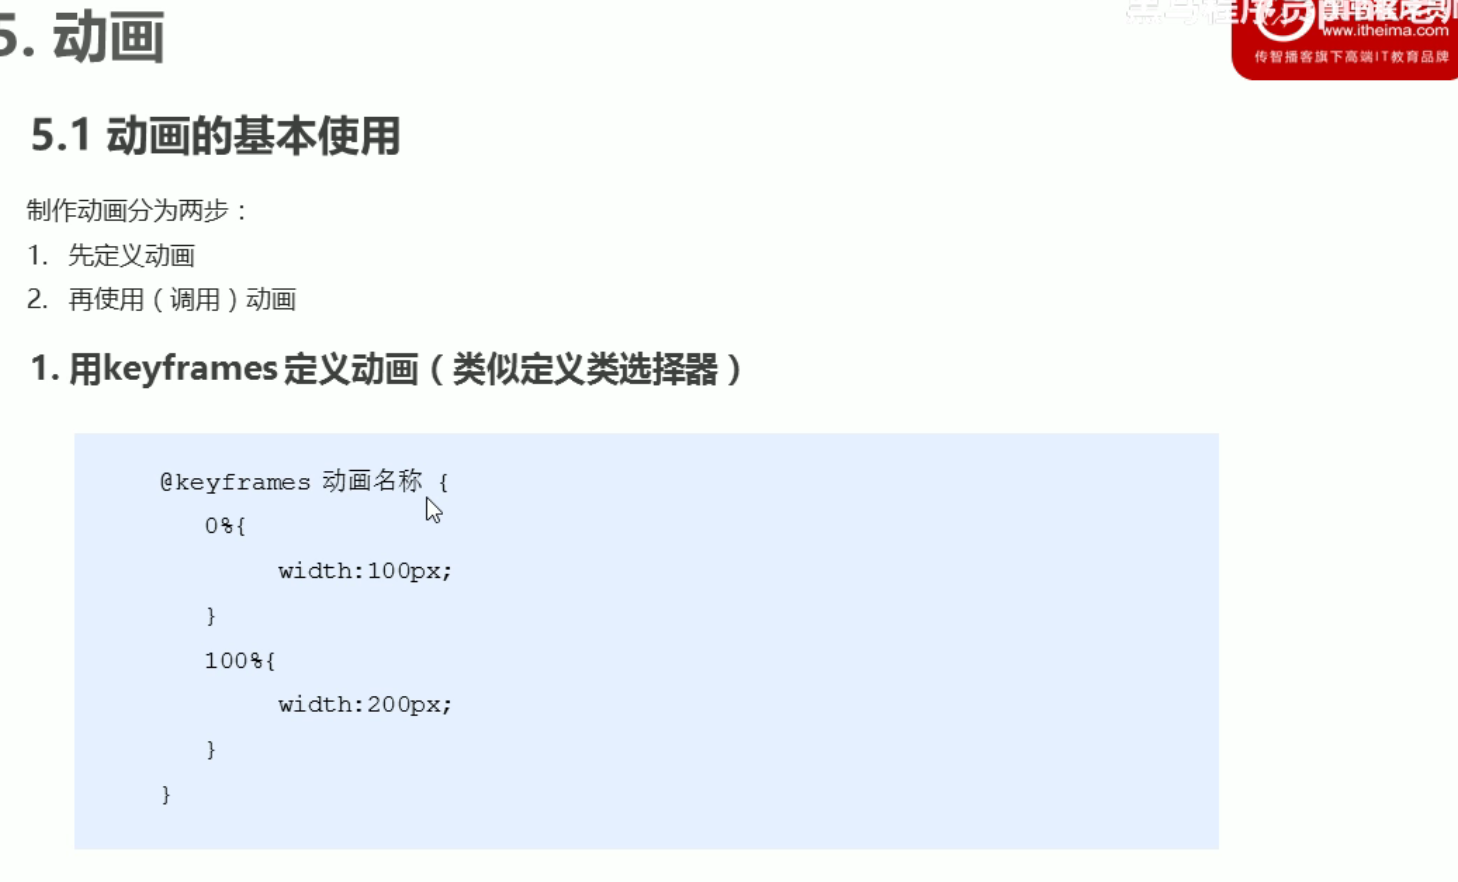 5. 动画
www.itheima.com
传智播客旗下高端IT教育品牌
5.1 动画的基本使用
制作动画分为两步：
1. 先定义动画
2. 再使用（调用）动画
1. 用keyframes 定义动画（类似定义类选择器）
@keyframes 动画名称 {
0%{
width:100px;
}
100%{
width:200px;
}
}